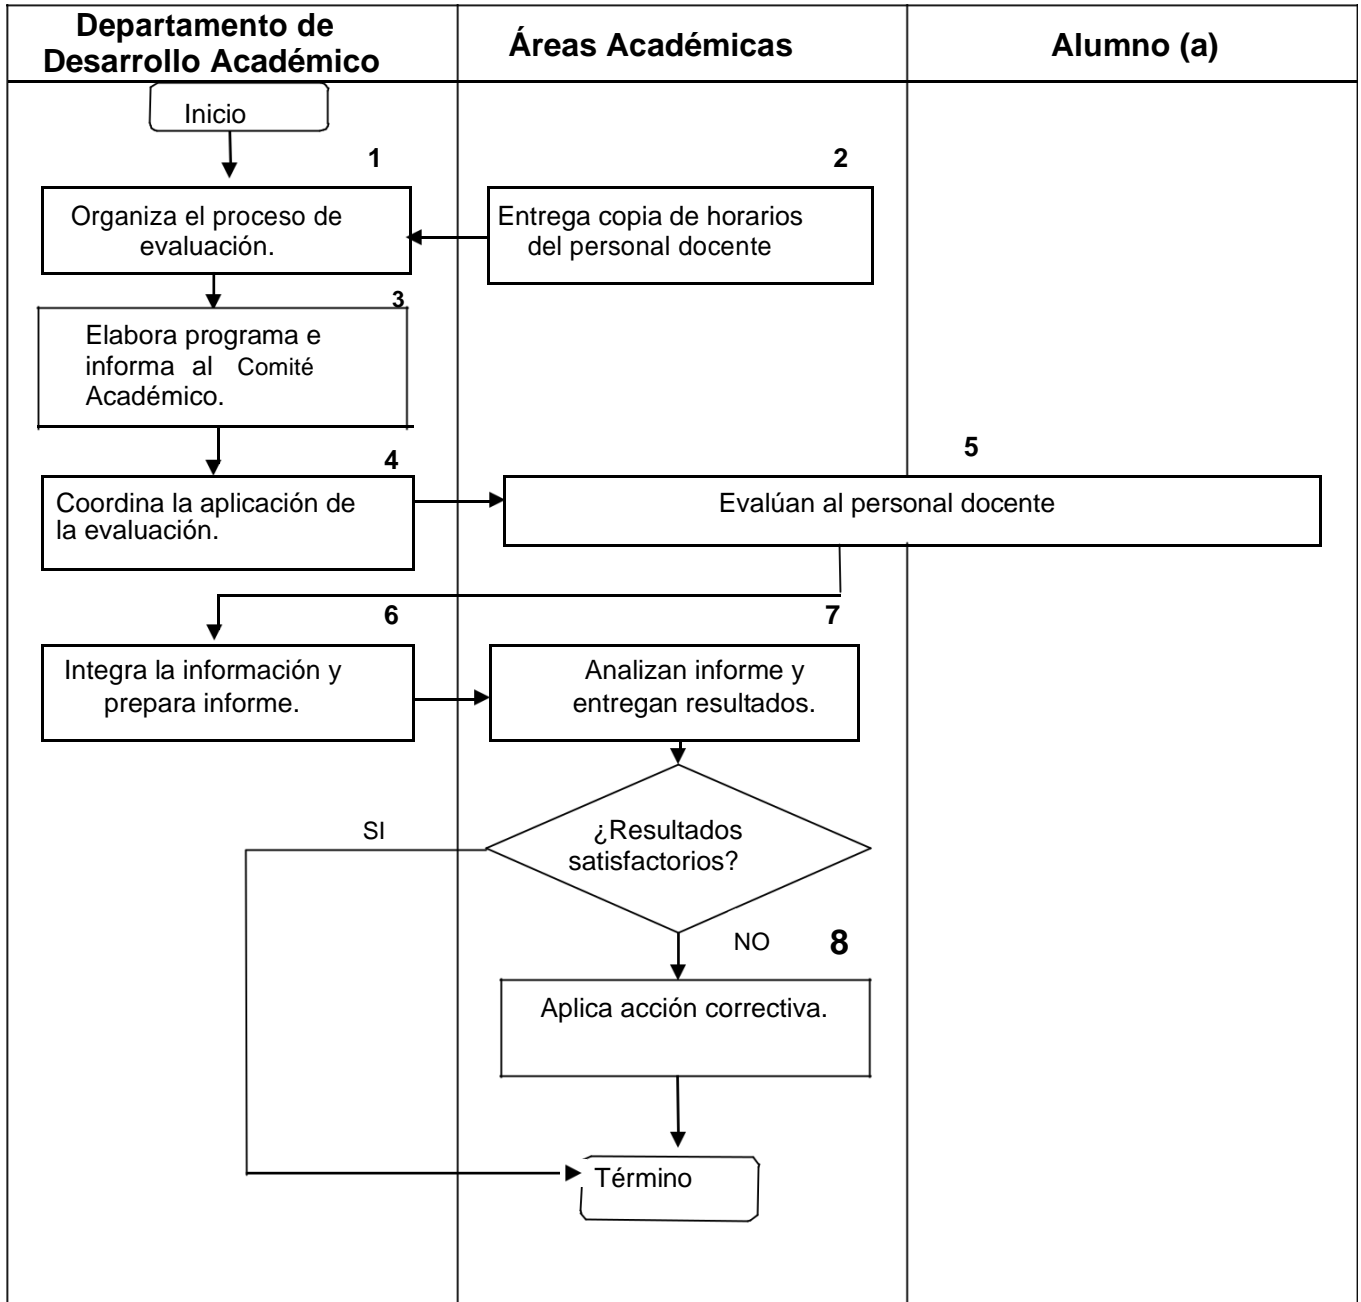 Departamento de
Desarrollo Académico
Áreas Académicas
Alumno (a)
Inicio
1
2
Organiza el proceso de
evaluación.
Entrega copia de horarios
del personal docente
3
Elabora programa e
informa al Comité
Académico.
4
5
Coordina la aplicación de
la evaluación.
Evalúan al personal docente
6
7
Integra la información y
prepara informe.
Analizan informe y
entregan resultados.
SI
¿Resultados
satisfactorios?
NO
8
Aplica acción correctiva.
Término